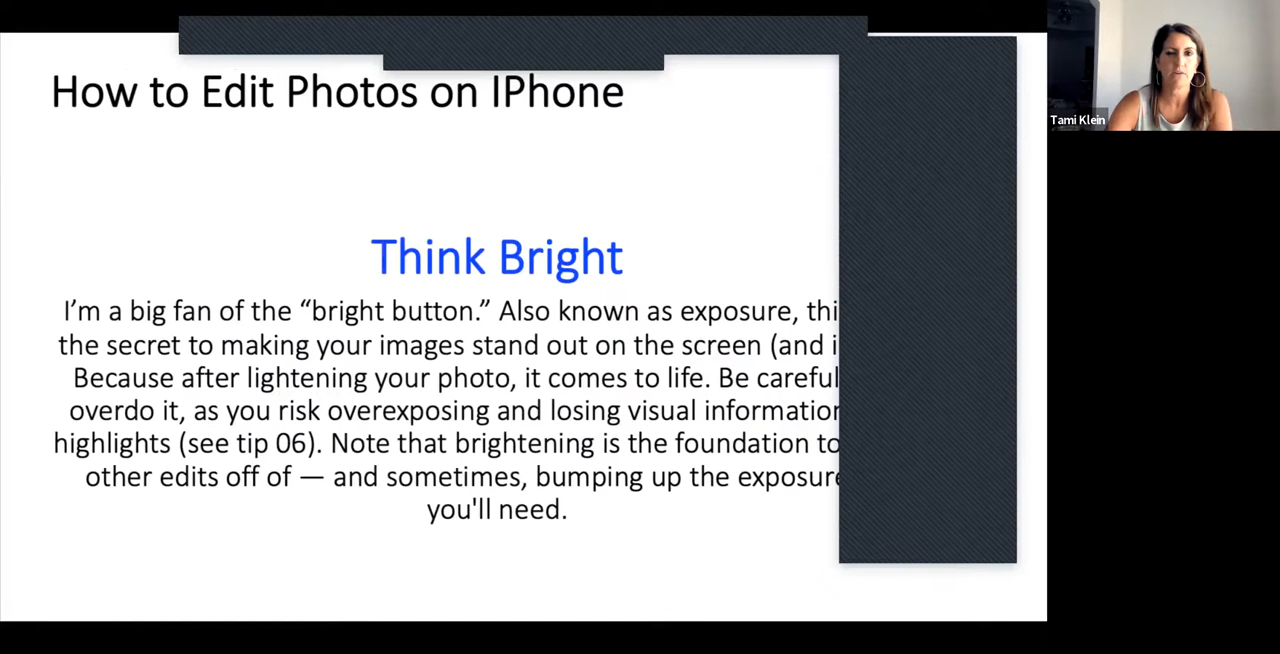 How to Edit Photos on IPhone
Tami Klein
Think Bright
I’m a big fan of the “bright button.” Also known as exposure,
the secret to making your images stand out on the screen (and
Because after lightening your photo, it comes to life. Be careful
overdo it, as you risk overexposing and losing visual
highlights (see tip 06). Note that brightening is the foundation to
other edits off of — and sometimes, bumping up the
you'll need.